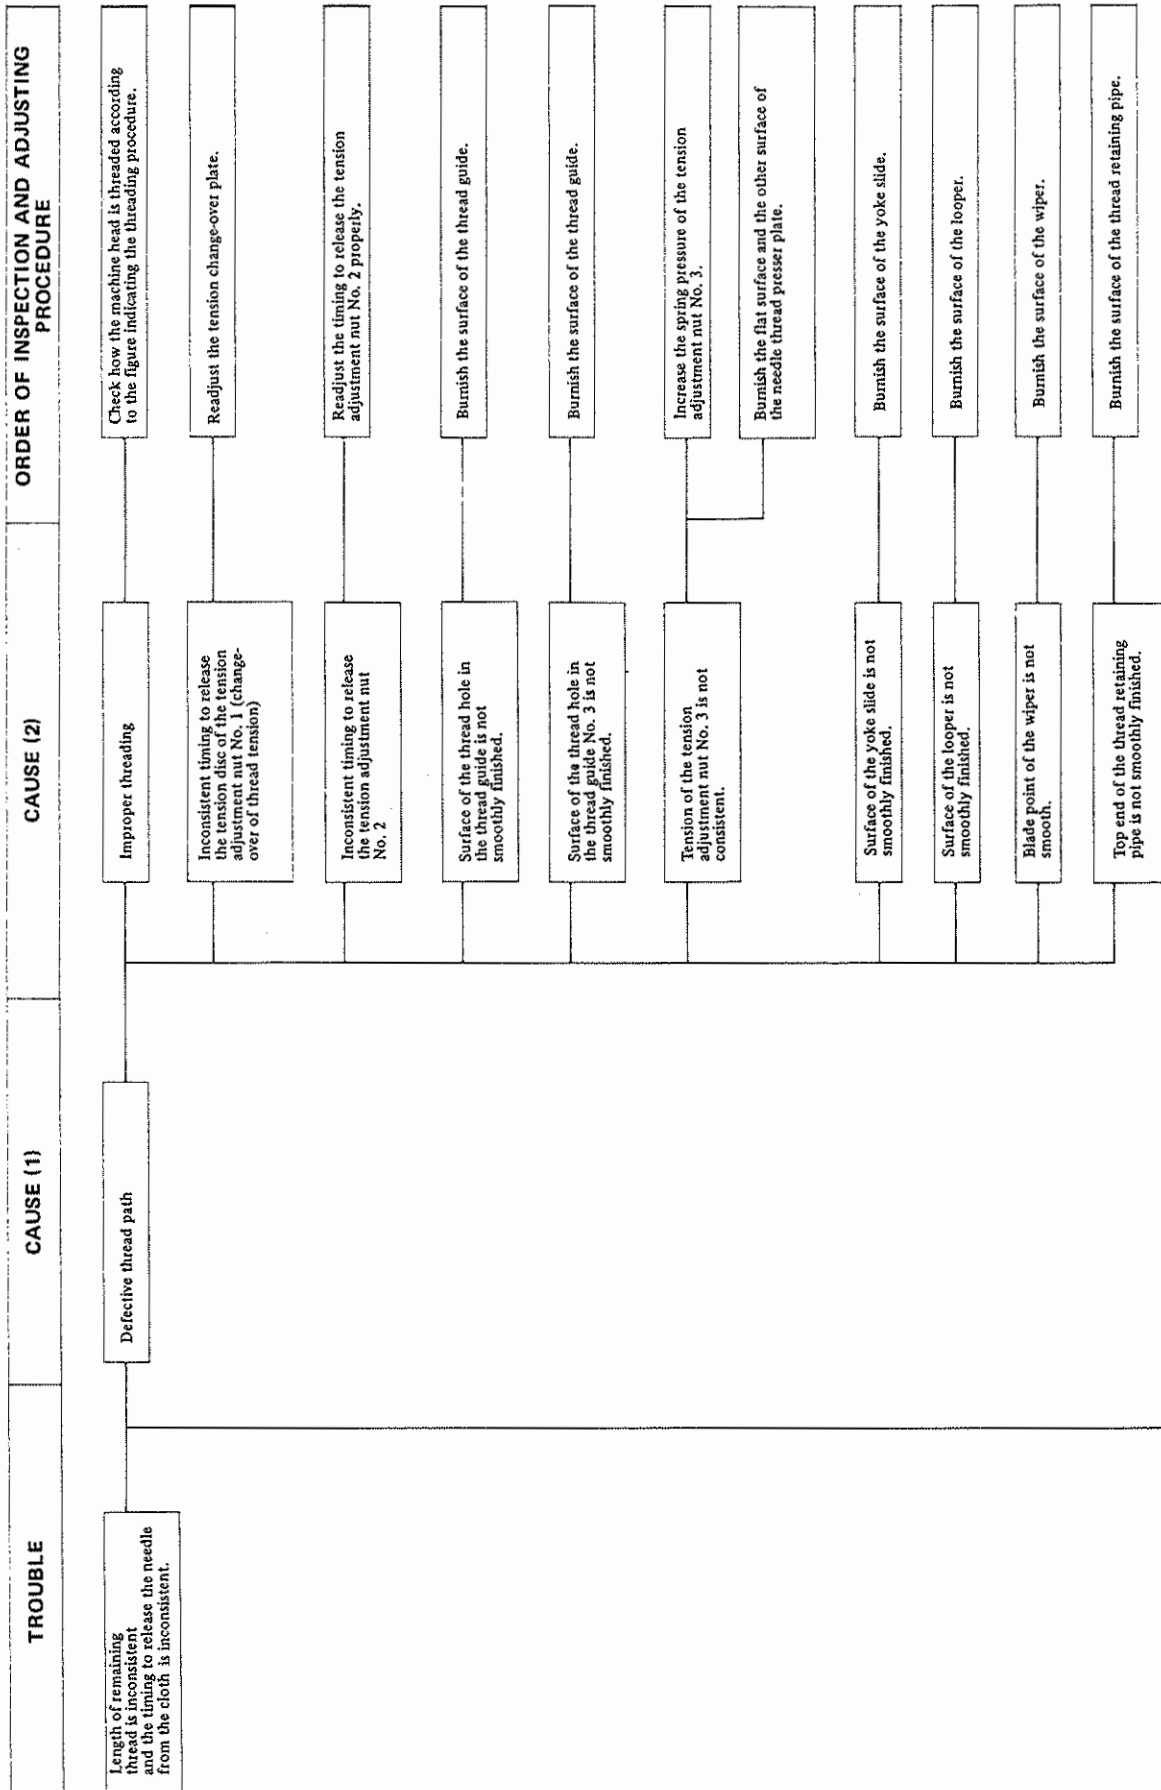 TROUBLE
CAUSE (1)
CAUSE (2)
ORDER OF INSPECTION AND ADJUSTING
PROCEDURE
Length of remaining
thread is inconsistent
and the timing to release the needle
from the cloth is inconsistent.
Defective thread path
Improper threading
Check how the machine head is threaded according
to the figure indicating the threading procedure.
Inconsistent timing to release
the tension disc of the tension
adjustment nut No. 1 (change-
over of thread tension)
Readjust the tension change-over plate.
Inconsistent timing to release
the tension adjustment nut
No. 2
Readjust the timing to release the tension
adjustment nut No. 2 properly.
Surface of the thread hole in
the thread guide is not
smoothly finished.
Burnish the surface of the thread guide.
Surface of the thread hole in
the thread guide No. 3 is not
smoothly finished.
Burnish the surface of the thread guide.
Tension of the tension
adjustment nut No. 3 is not
consistent.
Increase the spring pressure of the tension
adjustment nut No. 3.
Burnish the flat surface and the other surface of
the needle thread presser plate.
Surface of the yoke slide is not
smoothly finished.
Burnish the surface of the yoke slide.
Surface of the looper is not
smoothly finished.
Burnish the surface of the looper.
Blade point of the wiper is not
smooth.
Burnish the surface of the wiper.
Top end of the thread retaining
pipe is not smoothly finished.
Burnish the surface of the thread retaining pipe.